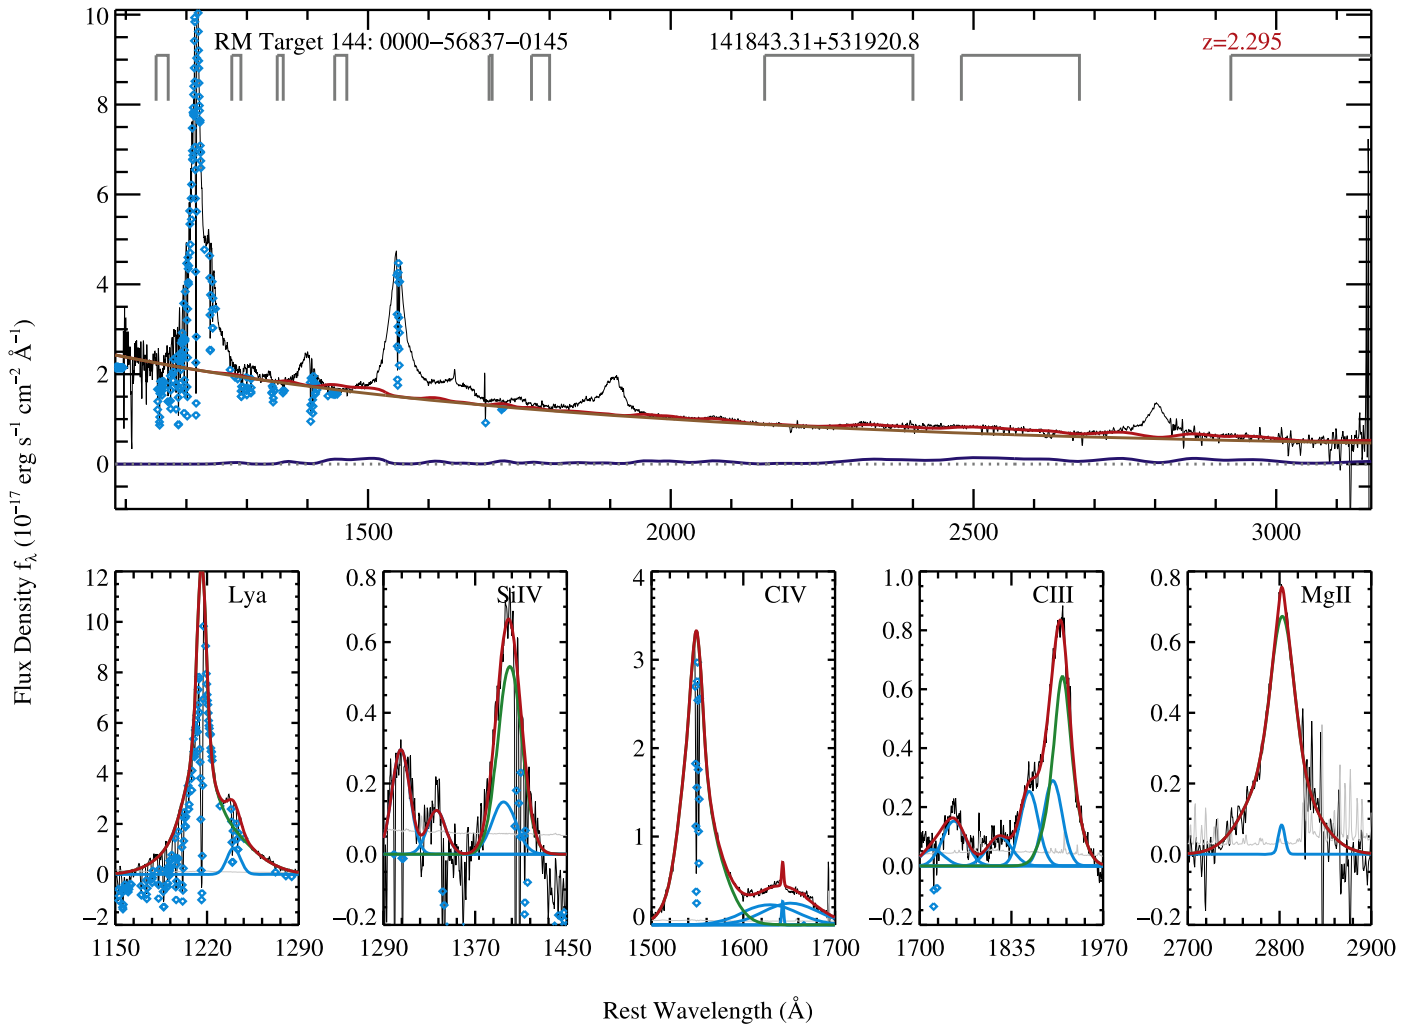 RM Target 144: 0000−56837−0145 141843.31+531920.8 z=2.295
10
8
6
4
2
0
1500 2000 2500 3000
Flux Density f_λ (10^−17 erg s^−1 cm^−2 Å^−1)
Lya
12
10
8
6
4
2
0
−2
1150 1220 1290
SiIV
0.8
0.6
0.4
0.2
0.0
−0.2
1290 1370 1450
CIV
4
3
2
1
0
1500 1600 1700
CIII
1.0
0.8
0.6
0.4
0.2
0.0
−0.2
1700 1835 1970
MgII
0.8
0.6
0.4
0.2
0.0
−0.2
2700 2800 2900
Rest Wavelength (Å)